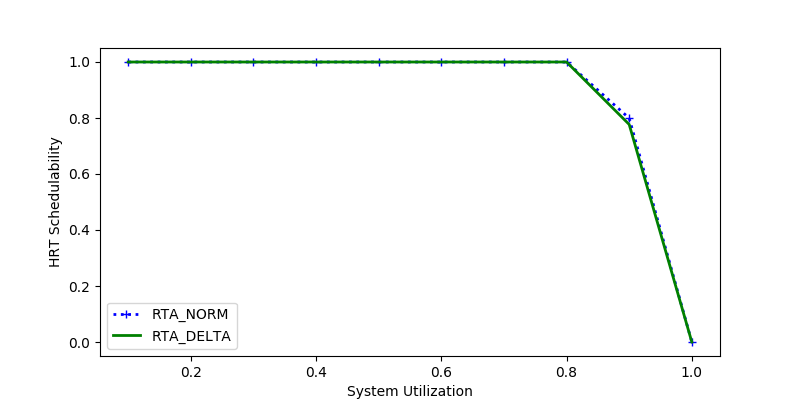 1.0
0.8
0.6
0.4
0.2
0.0
HRT Schedulability
RTA_NORM
RTA_DELTA
0.2 0.4 0.6 0.8 1.0
System Utilization